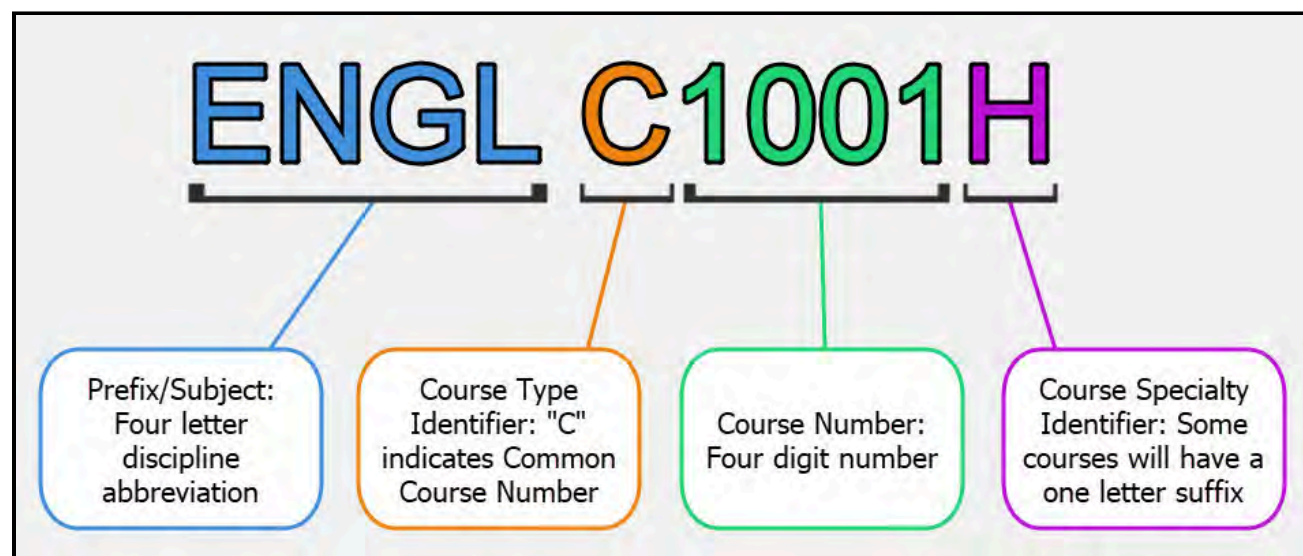 ENGL C1001H
Prefix/Subject:
Four letter
discipline
abbreviation
Course Type
Identifier: "C"
indicates Common
Course Number
Course Number:
Four digit number
Course Specialty
Identifier: Some
courses will have a
one letter suffix